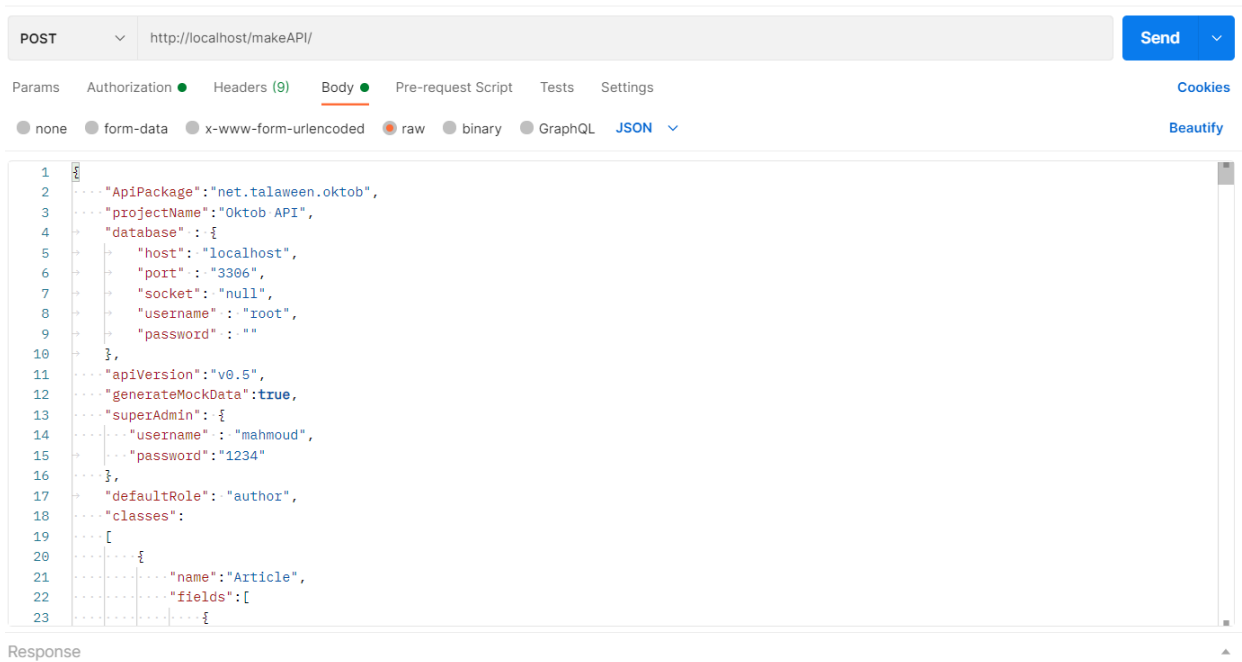 POST http://localhost/makeAPI/ Send
Params Authorization Headers (9) Body Pre-request Script Tests Settings Cookies
none form-data x-www-form-urlencoded raw binary GraphQL JSON Beautify
1 {
2 "ApiPackage":"net.talaween.oktob",
3 "projectName":"Oktob API",
4 "database" : {
5 "host": "localhost",
6 "port" : "3306",
7 "socket": "null",
8 "username" : "root",
9 "password" : ""
10 },
11 "apiVersion":"v0.5",
12 "generateMockData":true,
13 "superAdmin": {
14 "username" : "mahmoud",
15 "password":"1234"
16 },
17 "defaultRole": "author",
18 "classes":
19 [
20 {
21 "name":"Article",
22 "fields":[
23 {
Response